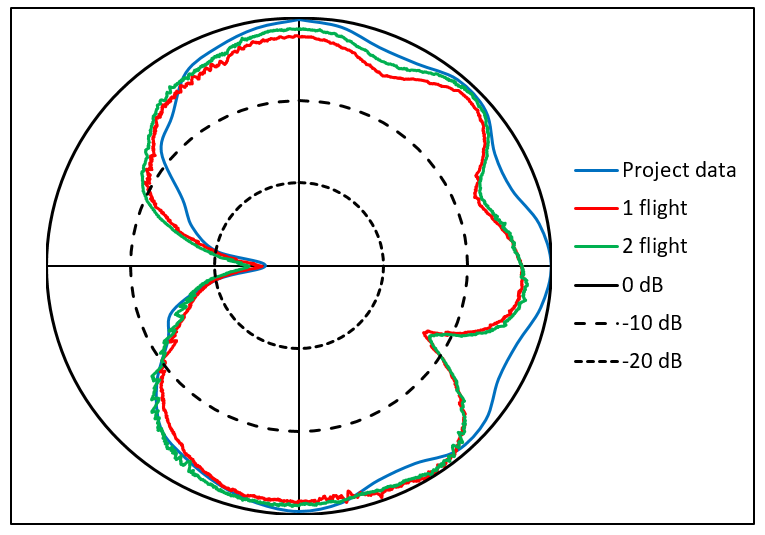 Project data
1 flight
2 flight
0 dB
-10 dB
-20 dB